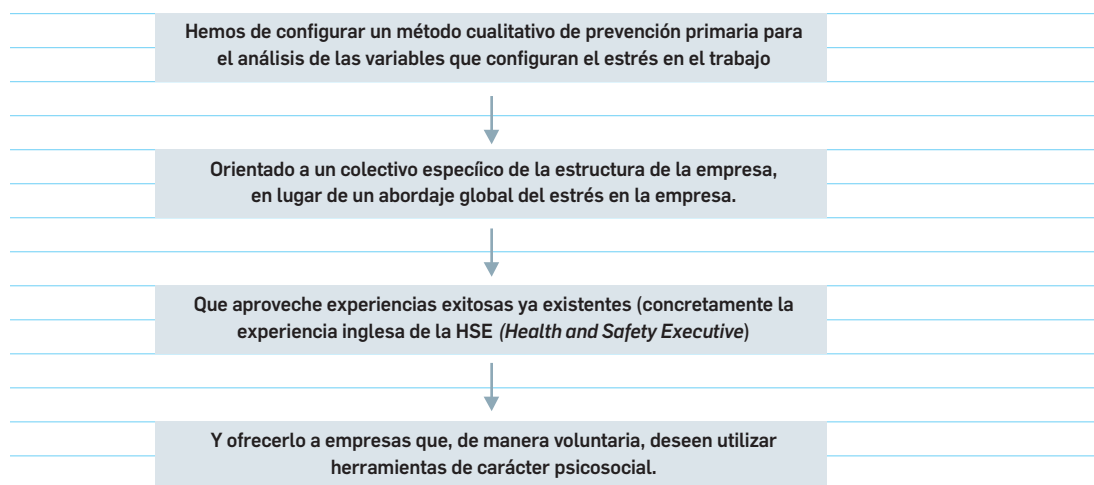 Hemos de configurar un método cualitativo de prevención primaria para
el análisis de las variables que configuran el estrés en el trabajo
Orientado a un colectivo especíico de la estructura de la empresa,
en lugar de un abordaje global del estrés en la empresa.
Que aproveche experiencias exitosas ya existentes (concretamente la
experiencia inglesa de la HSE (Health and Safety Executive)
Y ofrecerlo a empresas que, de manera voluntaria, deseen utilizar
herramientas de carácter psicosocial.